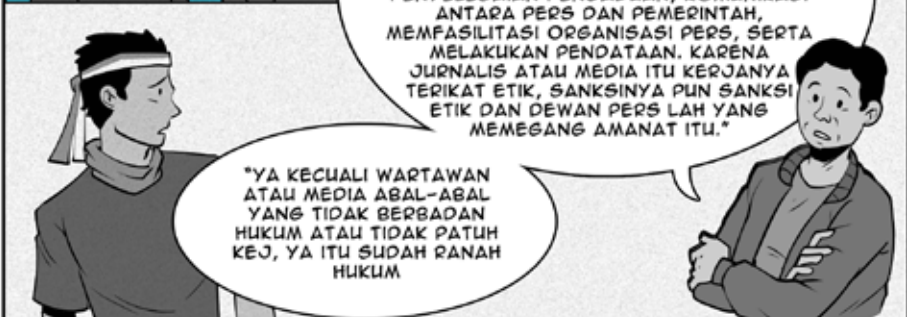 ANTARA PERS DAN PEMERINTAH,
MEMFASILITASI ORGANISASI PERS, SERTA
MELAKUKAN PENDATAAN. KARENA
JURNALIS ATAU MEDIA ITU KERJANYA
TERIKAT ETIK, SANKSINYA PUN SANKSI
ETIK DAN DEWAN PERS LAH YANG
MEMEGANG AMANAT ITU."
"YA KECUALI WARTAWAN
ATAU MEDIA ABAL-ABAL
YANG TIDAK BERBADAN
HUKUM ATAU TIDAK PATUH
KEJ, YA ITU SUDAH RANAH
HUKUM